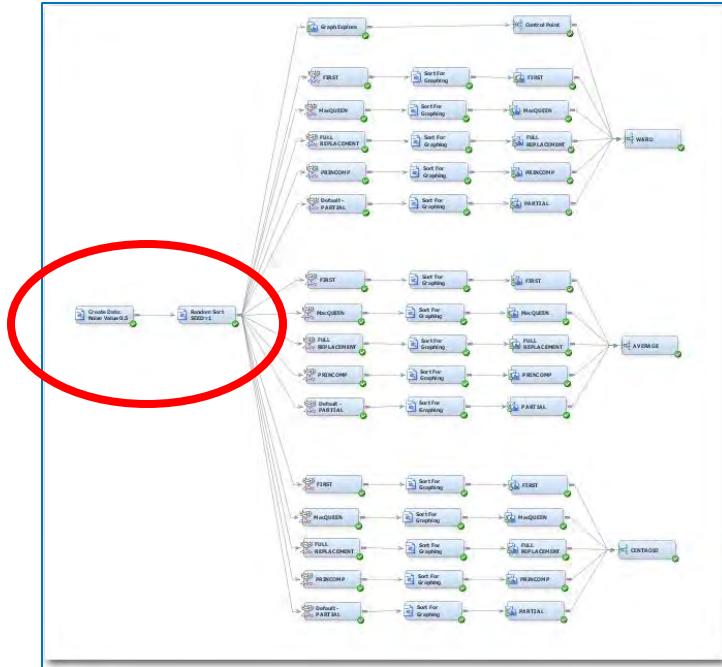 Graph Explore
Control Point
FIRST
Sort For
Graphing
FIRST
MacQUEEN
Sort For
Graphing
MacQUEEN
FULL
REPLACEMENT
Sort For
Graphing
FULL
REPLACEMENT
WARD
PRINCOMP
Sort For
Graphing
PRINCOMP
Default -
PARTIAL
Sort For
Graphing
PARTIAL
Create Data:
Noise Value 0.5
Random Sort
SEED=1
FIRST
Sort For
Graphing
FIRST
MacQUEEN
Sort For
Graphing
MacQUEEN
FULL
REPLACEMENT
Sort For
Graphing
FULL
REPLACEMENT
AVERAGE
PRINCOMP
Sort For
Graphing
PRINCOMP
Default -
PARTIAL
Sort For
Graphing
PARTIAL
FIRST
Sort For
Graphing
FIRST
MacQUEEN
Sort For
Graphing
MacQUEEN
FULL
REPLACEMENT
Sort For
Graphing
FULL
REPLACEMENT
CENTROID
PRINCOMP
Sort For
Graphing
PRINCOMP
Default -
PARTIAL
Sort For
Graphing
PARTIAL